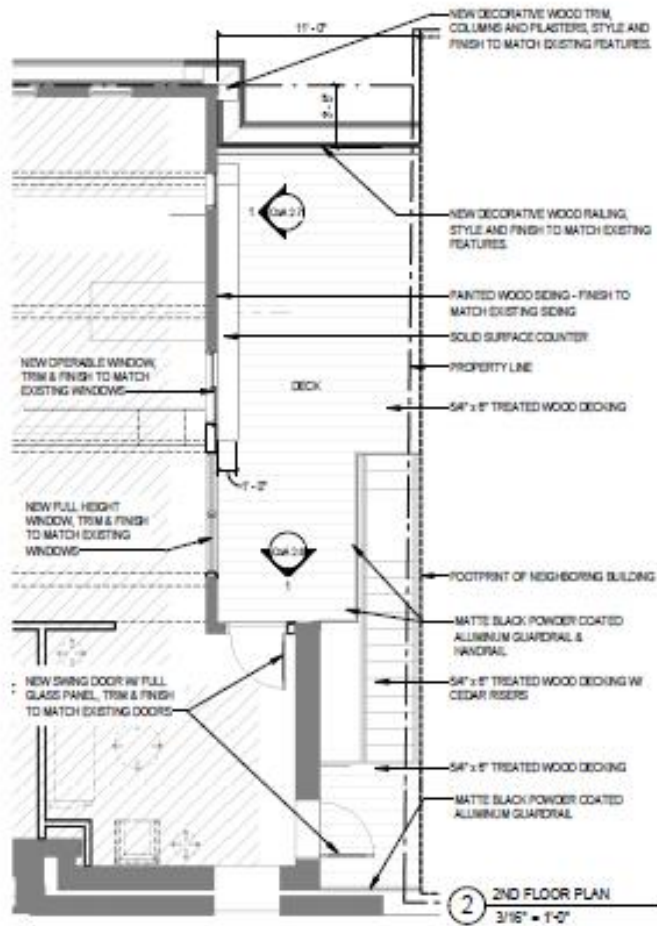 11'-0"
NEW DECORATIVE WOOD TRIM,
COLUMNS AND PILASTERS, STYLE AND
FINISH TO MATCH EXISTING FEATURES.
1
NEW DECORATIVE WOOD RAILING,
STYLE AND FINISH TO MATCH EXISTING
FEATURES.
PAINTED WOOD SIDING - FINISH TO
MATCH EXISTING SIDING
SOLID SURFACE COUNTER
NEW OPERABLE WINDOW,
TRIM & FINISH TO MATCH
EXISTING WINDOWS
PROPERTY LINE
DECK
5/4" x 6" TREATED WOOD DECKING
1'-0"
NEW FULL HEIGHT
WINDOW, TRIM & FINISH
TO MATCH EXISTING
WINDOWS
1
FOOTPRINT OF NEIGHBORING BUILDING
MATTE BLACK POWDER COATED
ALUMINUM GUARDRAIL &
HANDRAIL
NEW SWING DOOR W/ FULL
GLASS PANEL, TRIM & FINISH
TO MATCH EXISTING DOORS
5/4" x 6" TREATED WOOD DECKING W/
CEDAR RISERS
5/4" x 6" TREATED WOOD DECKING
MATTE BLACK POWDER COATED
ALUMINUM GUARDRAIL
2
2ND FLOOR PLAN
3/16" = 1'-0"